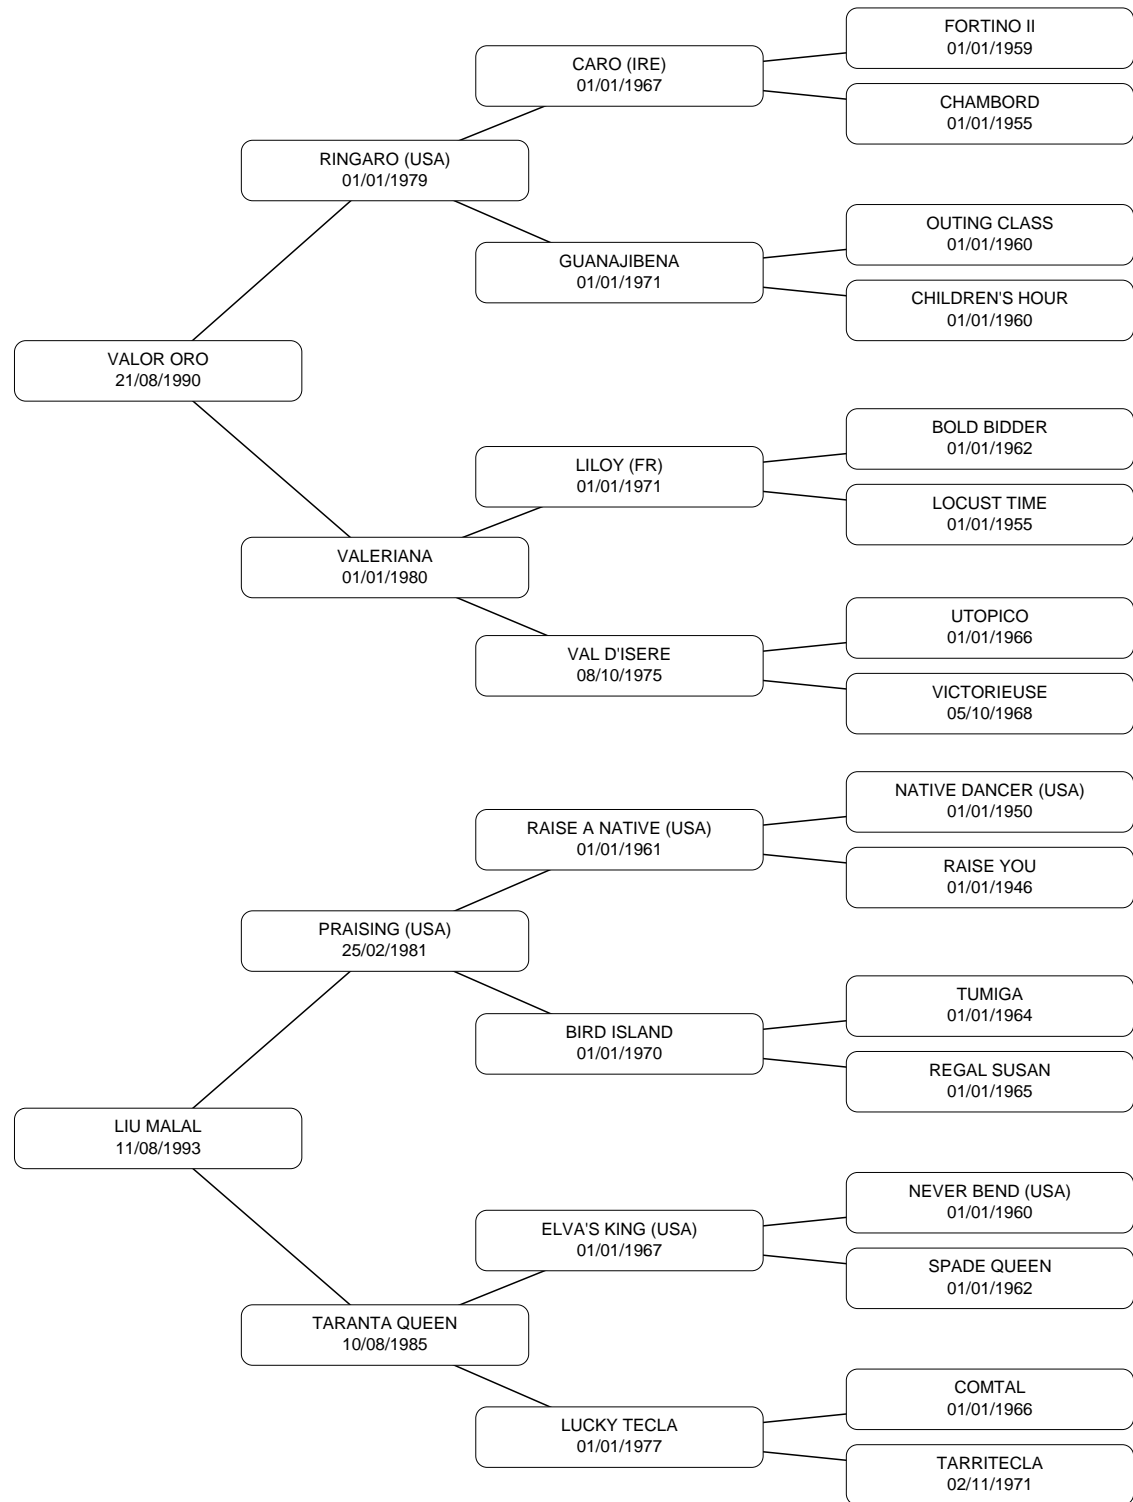 FORTINO II
01/01/1959
CARO (IRE)
01/01/1967
CHAMBORD
01/01/1955
RINGARO (USA)
01/01/1979
OUTING CLASS
01/01/1960
GUANAJIBENA
01/01/1971
CHILDREN'S HOUR
01/01/1960
VALOR ORO
21/08/1990
BOLD BIDDER
01/01/1962
LILOY (FR)
01/01/1971
LOCUST TIME
01/01/1955
VALERIANA
01/01/1980
UTOPICO
01/01/1966
VAL D'ISERE
08/10/1975
VICTORIEUSE
05/10/1968
NATIVE DANCER (USA)
01/01/1950
RAISE A NATIVE (USA)
01/01/1961
RAISE YOU
01/01/1946
PRAISING (USA)
25/02/1981
TUMIGA
01/01/1964
BIRD ISLAND
01/01/1970
REGAL SUSAN
01/01/1965
LIU MALAL
11/08/1993
NEVER BEND (USA)
01/01/1960
ELVA'S KING (USA)
01/01/1967
SPADE QUEEN
01/01/1962
TARANTA QUEEN
10/08/1985
COMTAL
01/01/1966
LUCKY TECLA
01/01/1977
TARRITECLA
02/11/1971